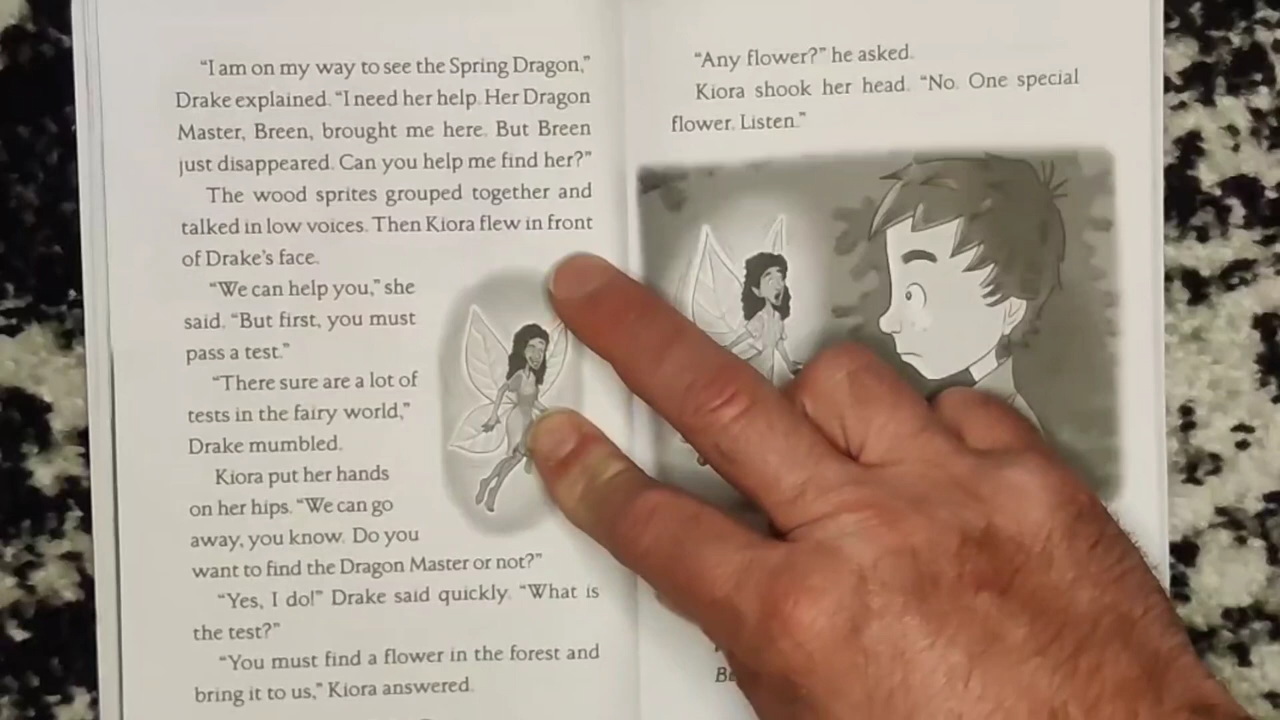 “I am on my way to see the Spring Dragon,”
Drake explained. “I need her help. Her Dragon
Master, Breen, brought me here. But Breen
just disappeared. Can you help me find her?”
The wood sprites grouped together and
talked in low voices. Then Kiora flew in front
of Drake’s face.
“We can help you,” she
said. “But first, you must
pass a test.”
“There sure are a lot of
tests in the fairy world,”
Drake mumbled.
Kiora put her hands
on her hips. “We can go
away, you know. Do you
want to find the Dragon Master or not?”
“Yes, I do!” Drake said quickly. “What is
the test?”
“You must find a flower in the forest and
bring it to us,” Kiora answered.
“Any flower?” he asked.
Kiora shook her head. “No. One special
flower. Listen.”